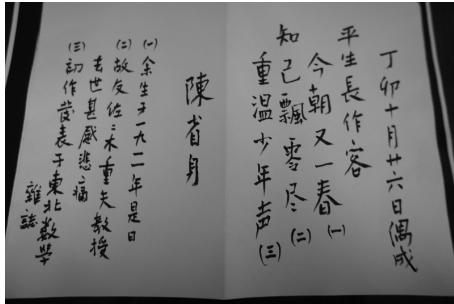 丁卯十月廿六日偶成
平生長作客
今朝又一春 (一)
知己飄零尽 (二)
重温少年声 (三)
陳省身
(一) 余生于一九一一年是日
(二) 故友佐々木重夫教授
去世甚感悲痛
(三) 初作發表于東北数学
雜誌